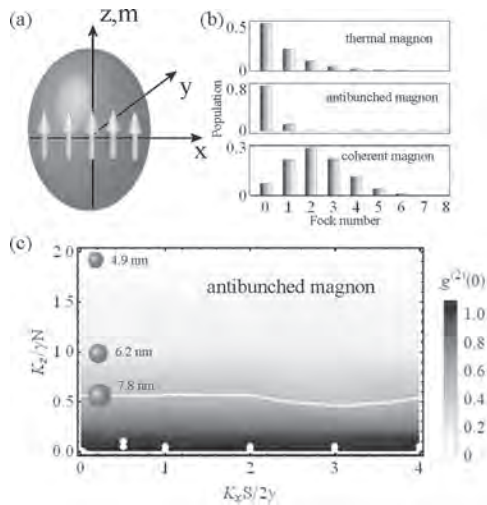 (a)
z,m
y
x
(b)
0.5
thermal magnon
0
0.8
antibunched magnon
Population
0
0.3
coherent magnon
0
0 1 2 3 4 5 6 7 8
Fock number
(c)
2.0
4.9 nm
antibunched magnon
g(2)(0)
1.5
1.0
K_z/γN
6.2 nm
1.0
0.8
7.8 nm
0.6
0.5
0.4
0.2
0.0
0
0 1 2 3 4
K_xS/2γ